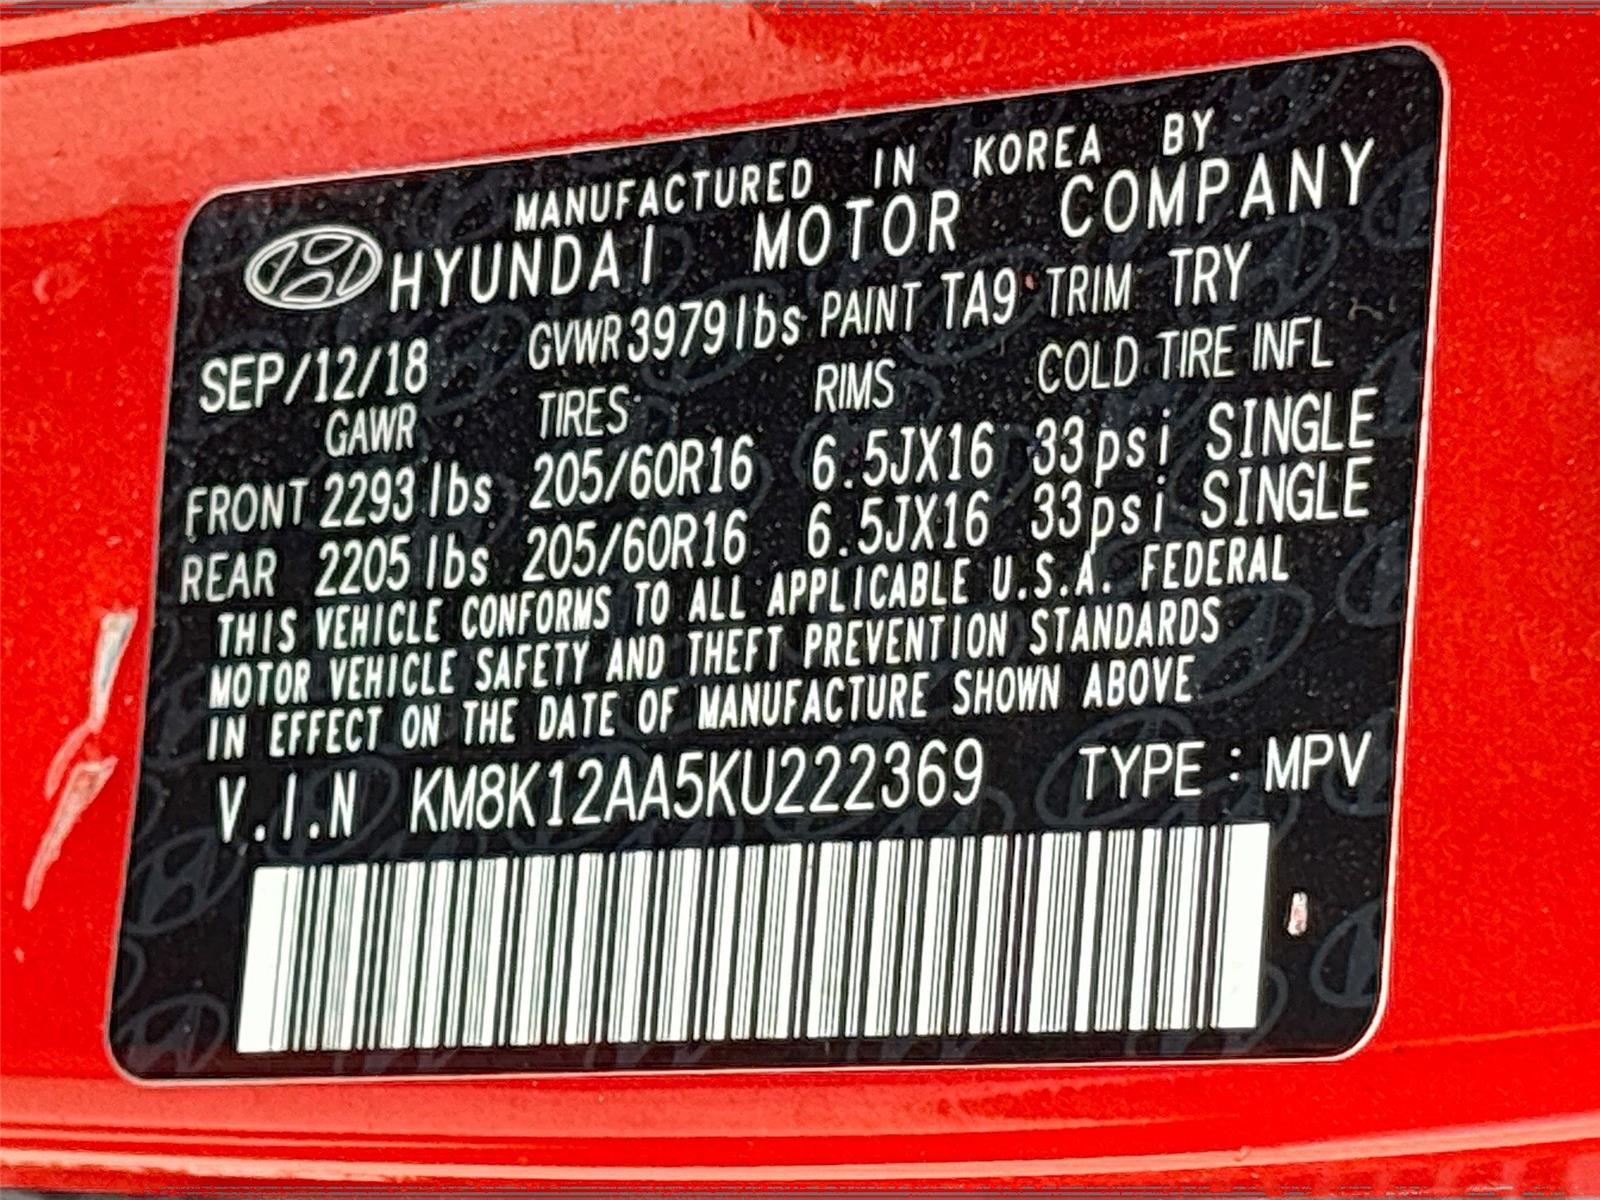 MANUFACTURED IN KOREA BY
HYUNDAI MOTOR COMPANY
SEP/12/18 GVWR 3979lbs PAINT TA9 TRIM TRY
GAWR TIRES RIMS COLD TIRE INFL
FRONT 2293 lbs 205/60R16 6.5JX16 33psi SINGLE
REAR 2205 lbs 205/60R16 6.5JX16 33psi SINGLE
THIS VEHICLE CONFORMS TO ALL APPLICABLE U.S.A. FEDERAL
MOTOR VEHICLE SAFETY AND THEFT PREVENTION STANDARDS
IN EFFECT ON THE DATE OF MANUFACTURE SHOWN ABOVE
V.I.N KM8K12AA5KU222369 TYPE : MPV